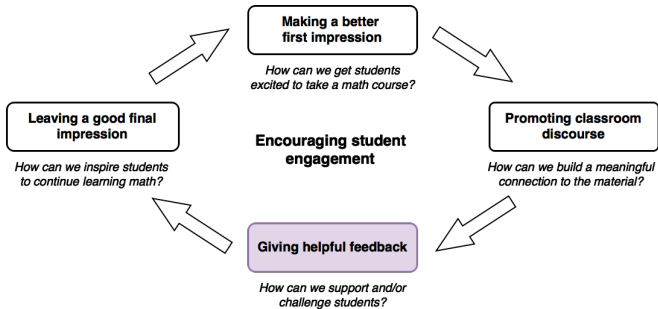 Making a better
first impression
How can we get students
excited to take a math course?
Leaving a good final
impression
How can we inspire students
to continue learning math?
Encouraging student
engagement
Promoting classroom
discourse
How can we build a meaningful
connection to the material?
Giving helpful feedback
How can we support and/or
challenge students?